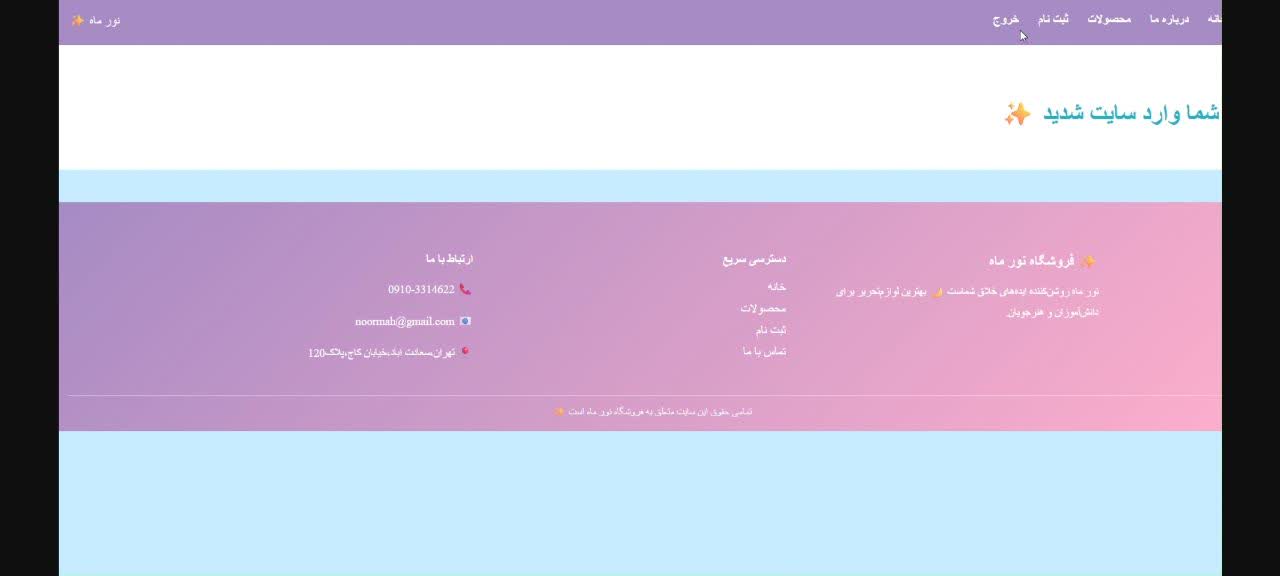 درباره ما
محصولات
ثبت نام
خروج
نور ماه ✨
شما وارد سایت شدید ✨
✨ فروشگاه نور ماه
نور ماه روشن‌کننده ایده‌های خلاق شماست 🌙 بهترین لوازم‌تحریر برای
دانش‌آموزان و هنرجویان.
دسترسی سریع
خانه
محصولات
ثبت نام
تماس با ما
ارتباط با ما
📞 0910-3314622
📧 noormah@gmail.com
📍 تهران،سعادت اباد،خیابان کاج،پلاک120
تمامی حقوق این سایت متعلق به فروشگاه نور ماه است ✨